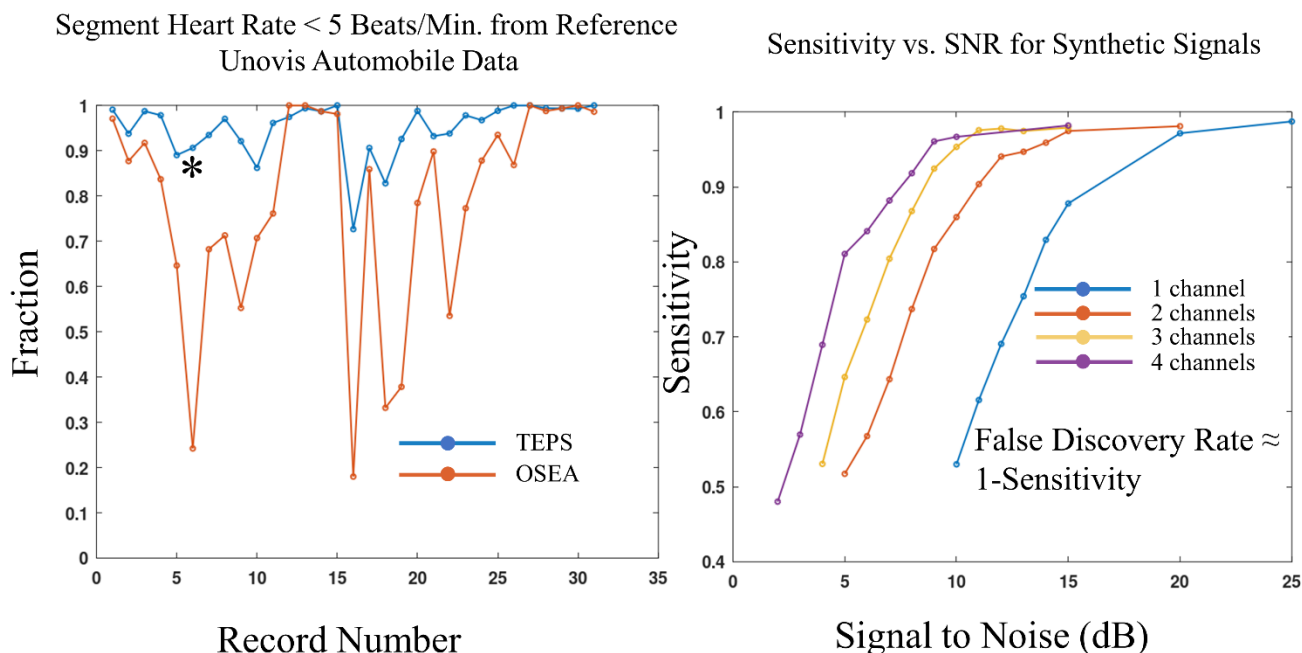 Segment Heart Rate < 5 Beats/Min. from Reference
Unovis Automobile Data
1
0.9
0.8
0.7
0.6
0.5
0.4
0.3
0.2
0.1
0
Fraction
*
TEPS
OSEA
0 5 10 15 20 25 30 35
Record Number
Sensitivity vs. SNR for Synthetic Signals
1
0.9
0.8
0.7
0.6
0.5
0.4
Sensitivity
1 channel
2 channels
3 channels
4 channels
False Discovery Rate ≈
1-Sensitivity
0 5 10 15 20 25
Signal to Noise (dB)